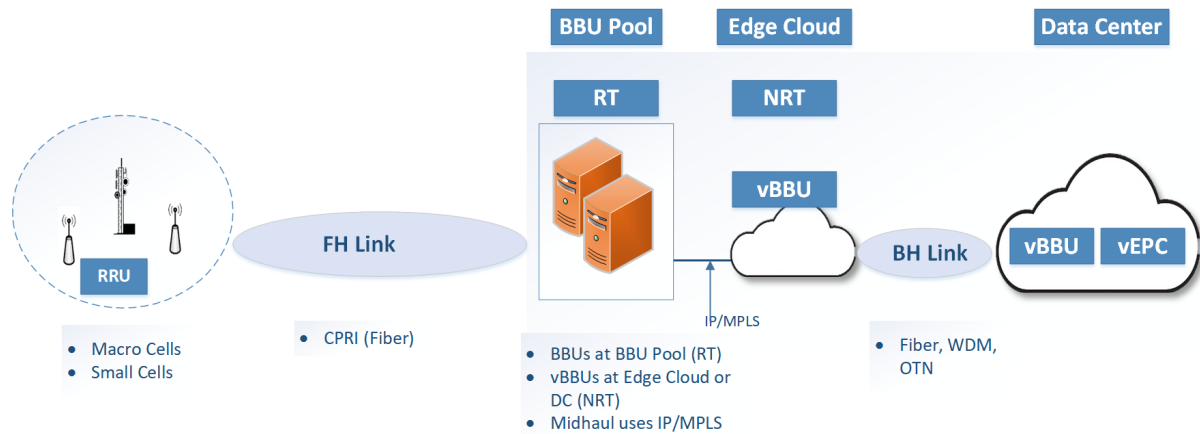 BBU Pool
Edge Cloud
Data Center
RT
NRT
vBBU
FH Link
RRU
BH Link
vBBU
vEPC
IP/MPLS
• Macro Cells
• Small Cells
• CPRI (Fiber)
• BBUs at BBU Pool (RT)
• vBBUs at Edge Cloud or
DC (NRT)
• Midhaul uses IP/MPLS
• Fiber, WDM,
OTN